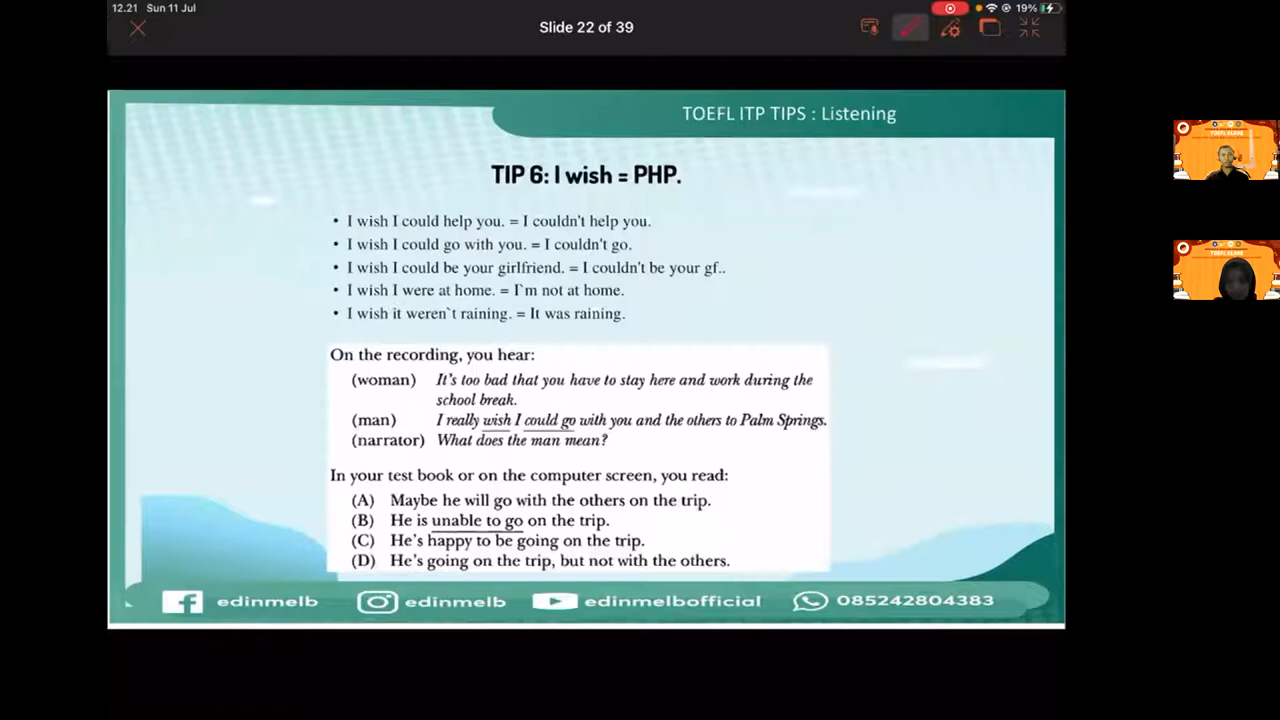 12.21 Sun 11 Jul
19%
Slide 22 of 39
TOEFL ITP TIPS : Listening
TIP 6: I wish = PHP.
• I wish I could help you. = I couldn't help you.
• I wish I could go with you. = I couldn't go.
• I wish I could be your girlfriend. = I couldn't be your gf..
• I wish I were at home. = I`m not at home.
• I wish it weren`t raining. = It was raining.
On the recording, you hear:
(woman) It's too bad that you have to stay here and work during the
school break.
(man) I really wish I could go with you and the others to Palm Springs.
(narrator) What does the man mean?
In your test book or on the computer screen, you read:
(A) Maybe he will go with the others on the trip.
(B) He is unable to go on the trip.
(C) He's happy to be going on the trip.
(D) He's going on the trip, but not with the others.
edinmelb edinmelb edinmelbofficial 085242804383
TOEFL CLASS
TOEFL CLASS